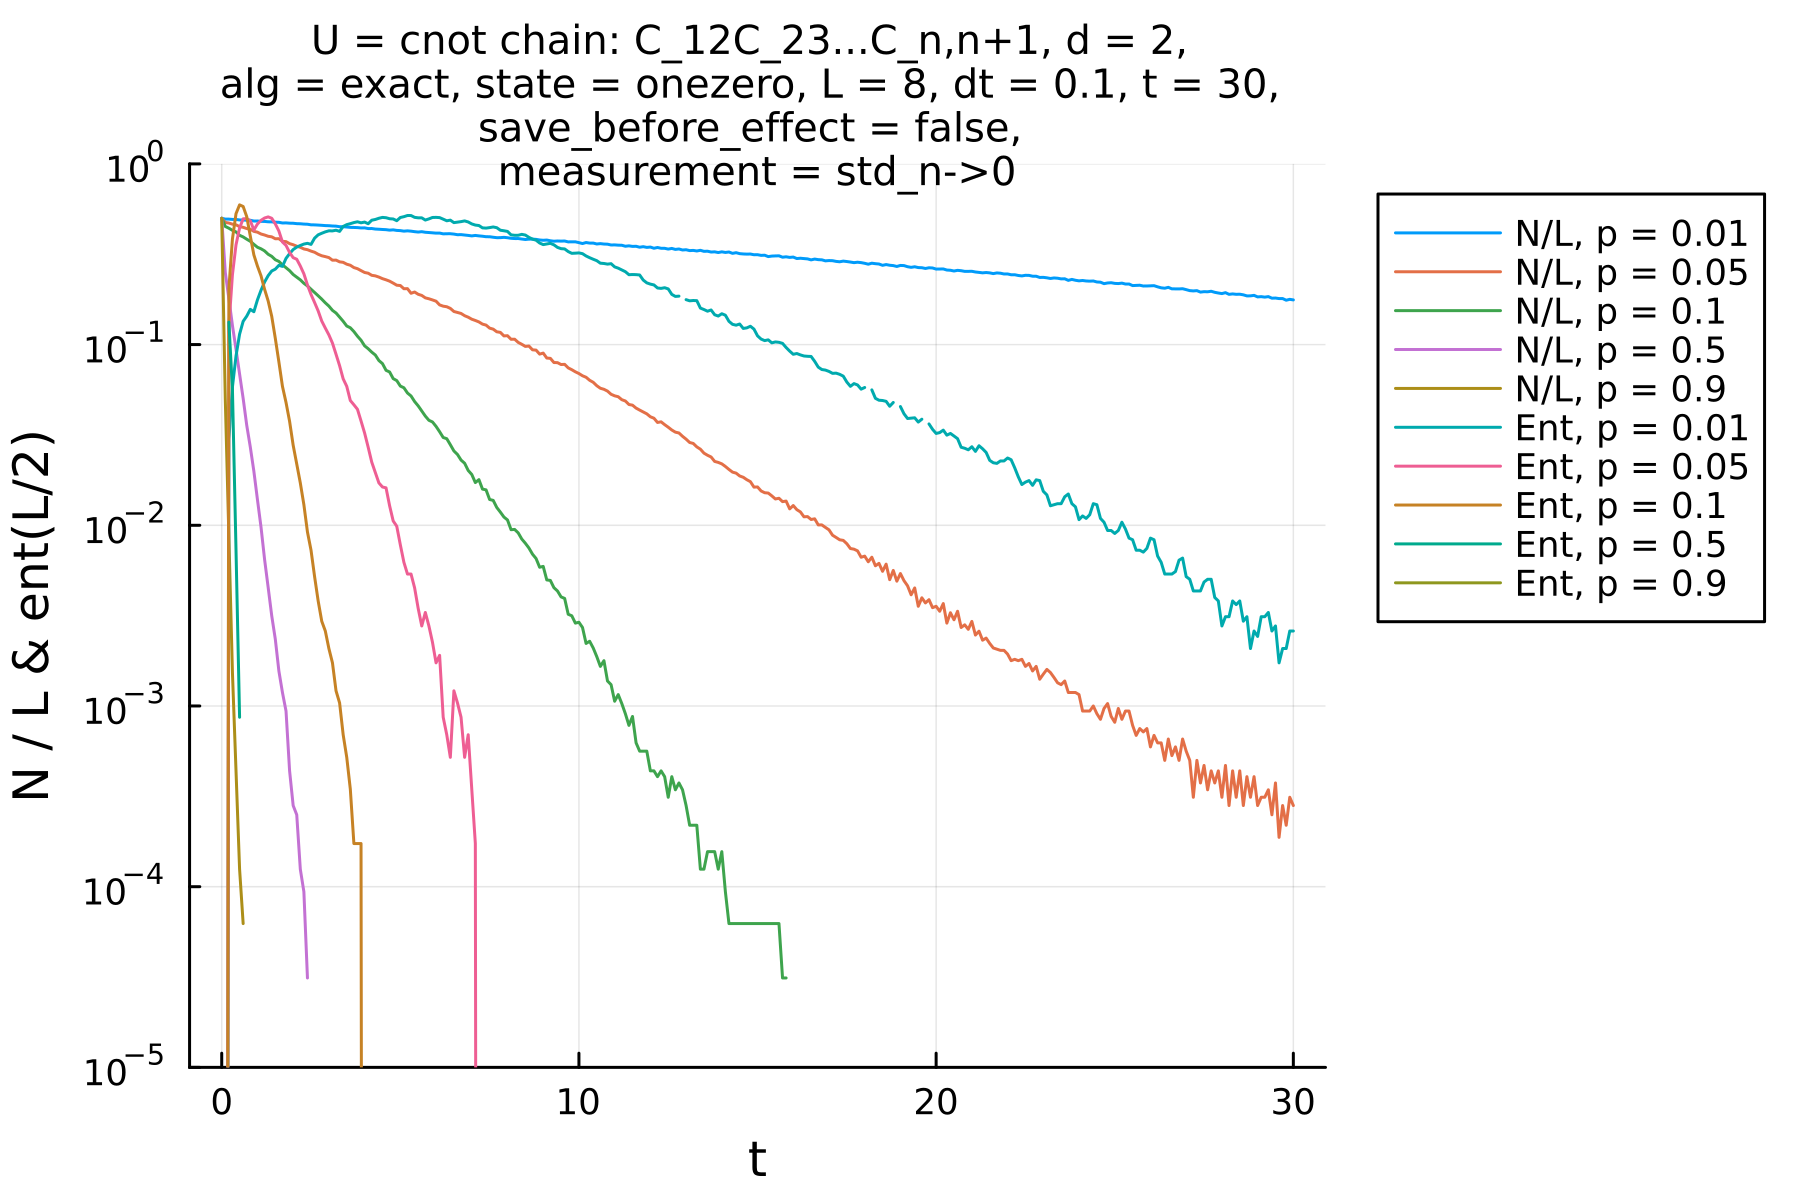 U = cnot chain: C_12C_23...C_n,n+1, d = 2,
alg = exact, state = onezero, L = 8, dt = 0.1, t = 30,
save_before_effect = false,
measurement = std_n->0
N / L & ent(L/2)
10⁰
10⁻¹
10⁻²
10⁻³
10⁻⁴
10⁻⁵
0 10 20 30
t
N/L, p = 0.01
N/L, p = 0.05
N/L, p = 0.1
N/L, p = 0.5
N/L, p = 0.9
Ent, p = 0.01
Ent, p = 0.05
Ent, p = 0.1
Ent, p = 0.5
Ent, p = 0.9